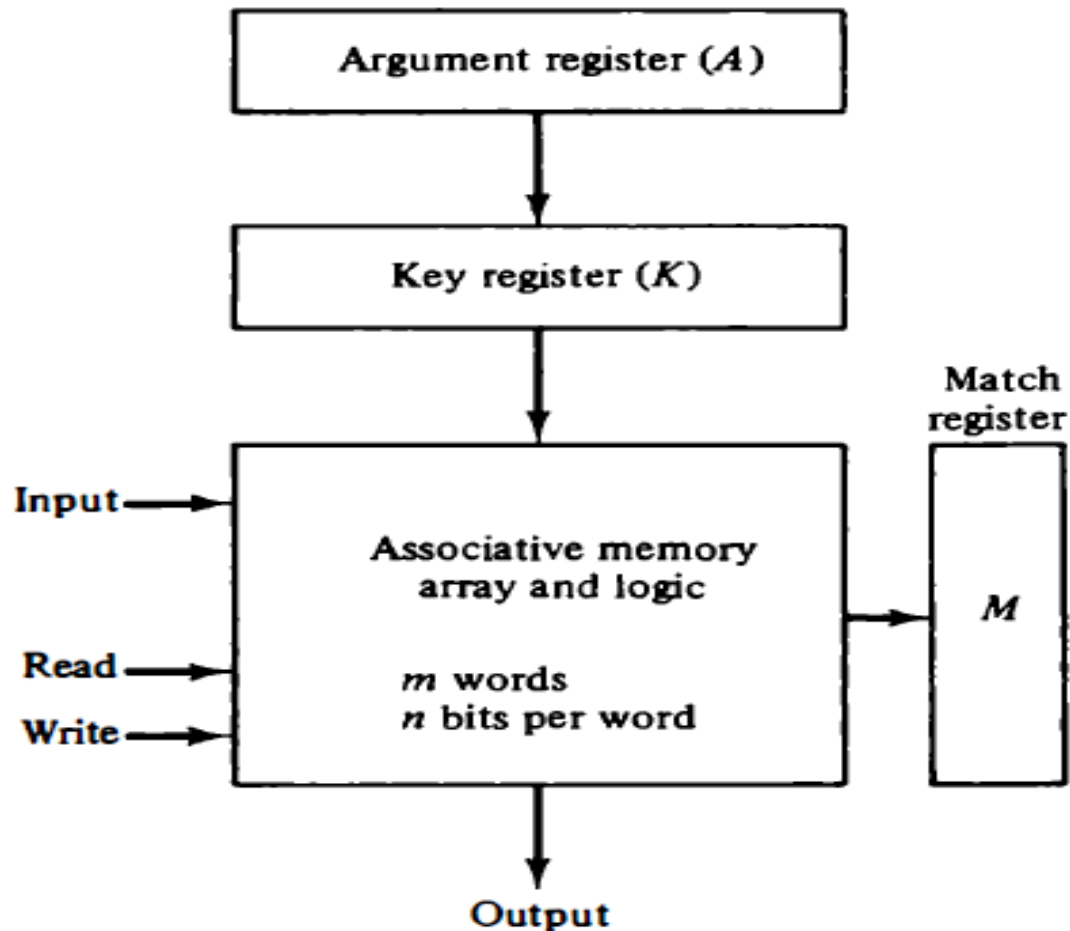 Argument register (A)
Key register (K)
Match
register
Input
Associative memory
array and logic
M
Read
m words
Write
n bits per word
Output